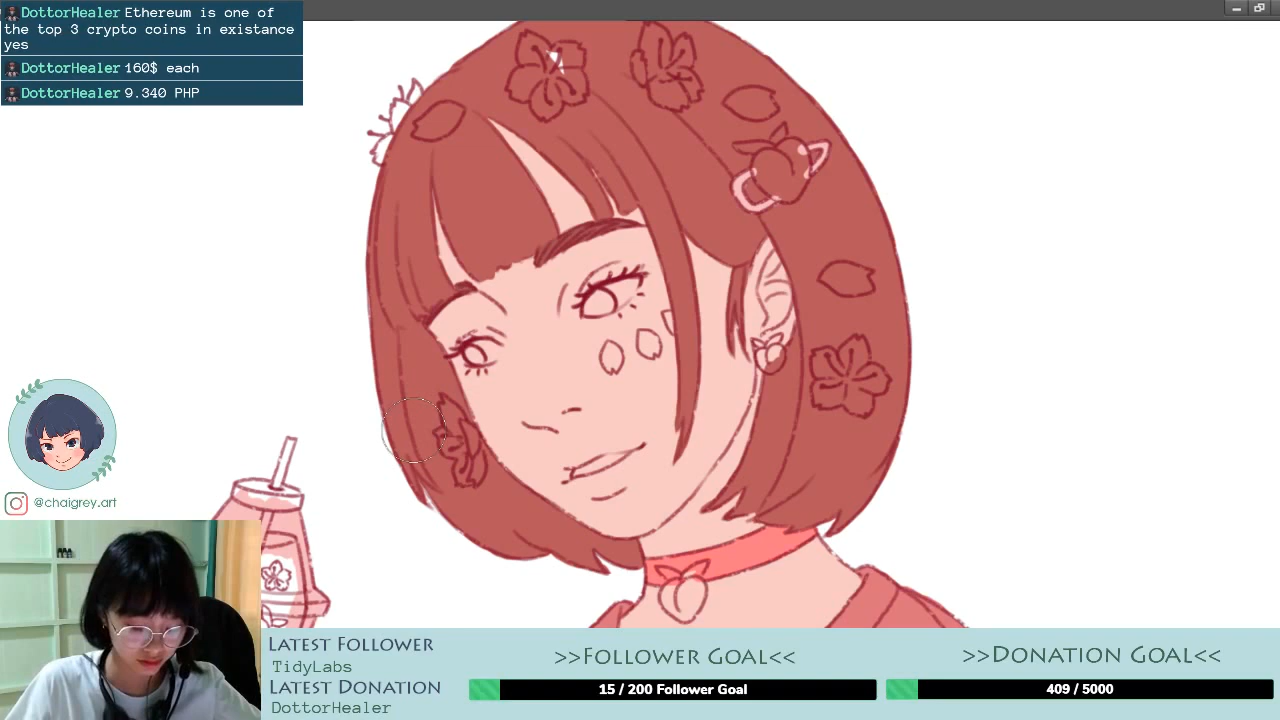 DottorHealer Ethereum is one of
the top 3 crypto coins in existance
yes
DottorHealer 160$ each
DottorHealer 9.340 PHP
@chaigrey.art
LATEST FOLLOWER
TidyLabs
LATEST DONATION
DottorHealer
>>FOLLOWER GOAL<<
15 / 200 Follower Goal
>>DONATION GOAL<<
409 / 5000